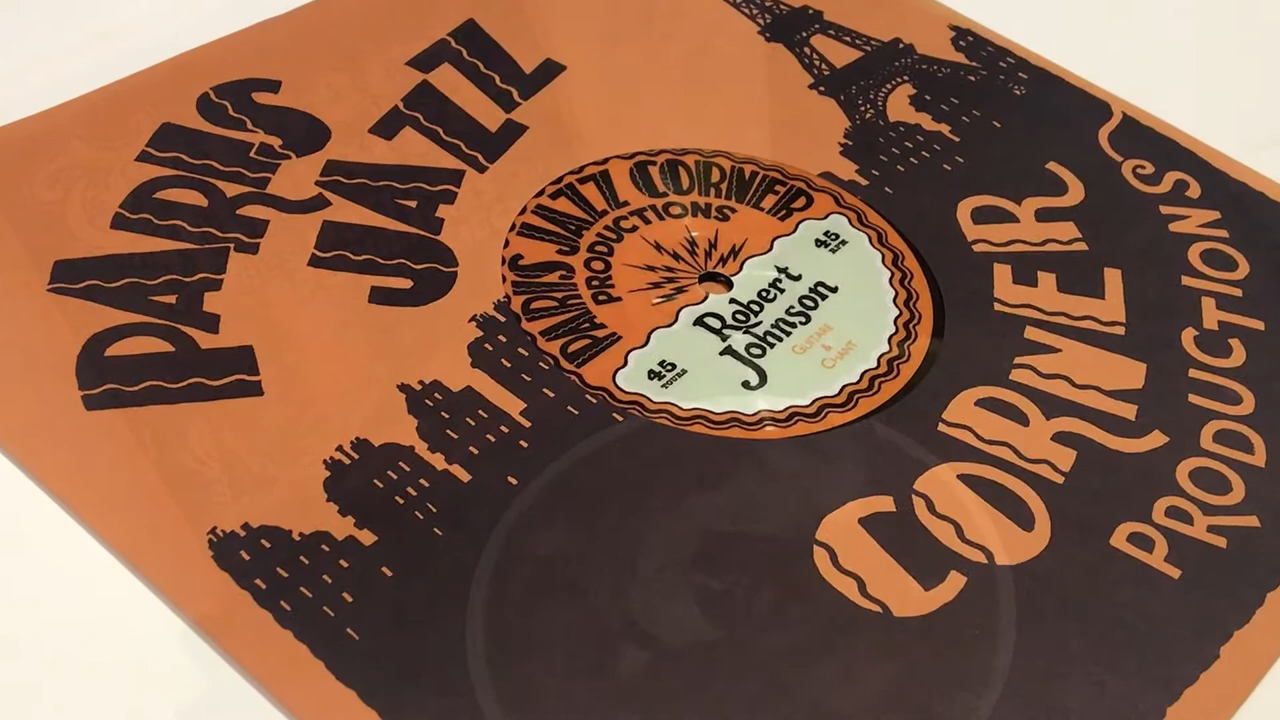 PARIS
JAZZ
CORNER
PRODUCTIONS
PARIS JAZZ CORNER
PRODUCTIONS
45
RPM
Robert
Johnson
GUITARE
&
CHANT
45
TOURS